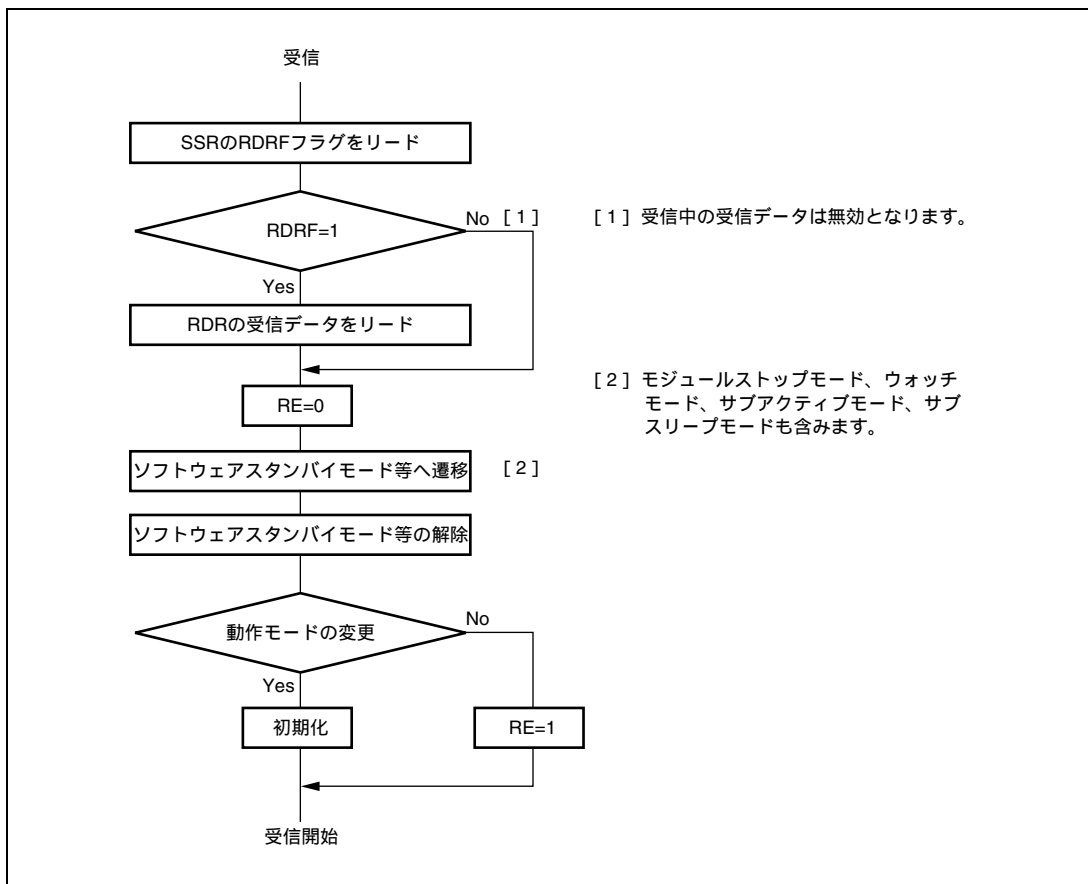 受信
SSRのRDRFフラグをリード
RDRF=1
No [1]
[1] 受信中の受信データは無効となります。
Yes
RDRの受信データをリード
RE=0
[2] モジュールストップモード、ウォッチ
モード、サブアクティブモード、サブ
スリープモードも含みます。
ソフトウェアスタンバイモード等へ遷移
[2]
ソフトウェアスタンバイモード等の解除
動作モードの変更
No
Yes
初期化
RE=1
受信開始